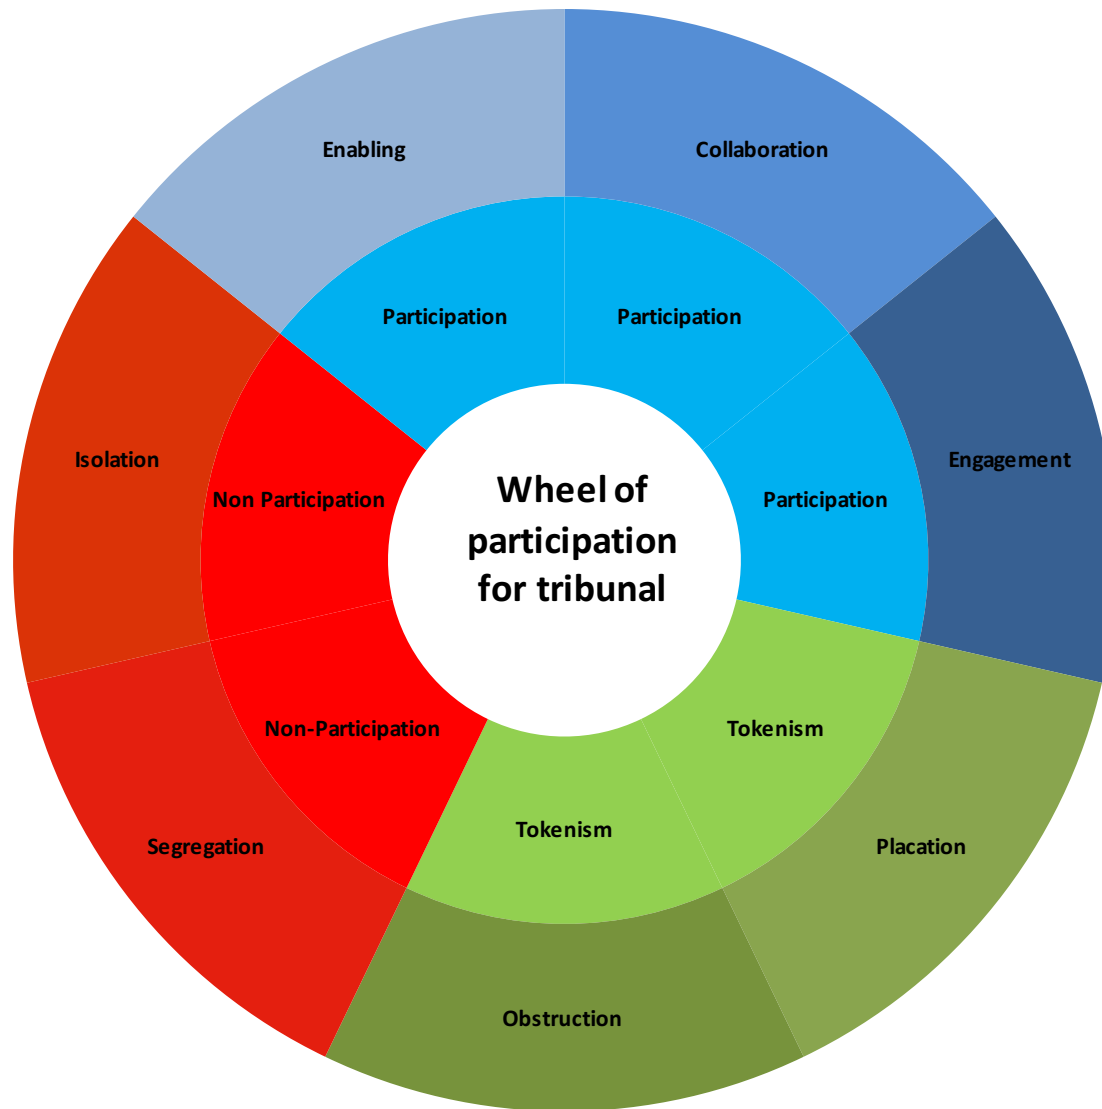 Enabling
Collaboration
Participation
Participation
Isolation
Engagement
Non Participation
Participation
Wheel of
participation
for tribunal
Non-Participation
Tokenism
Tokenism
Segregation
Placation
Obstruction